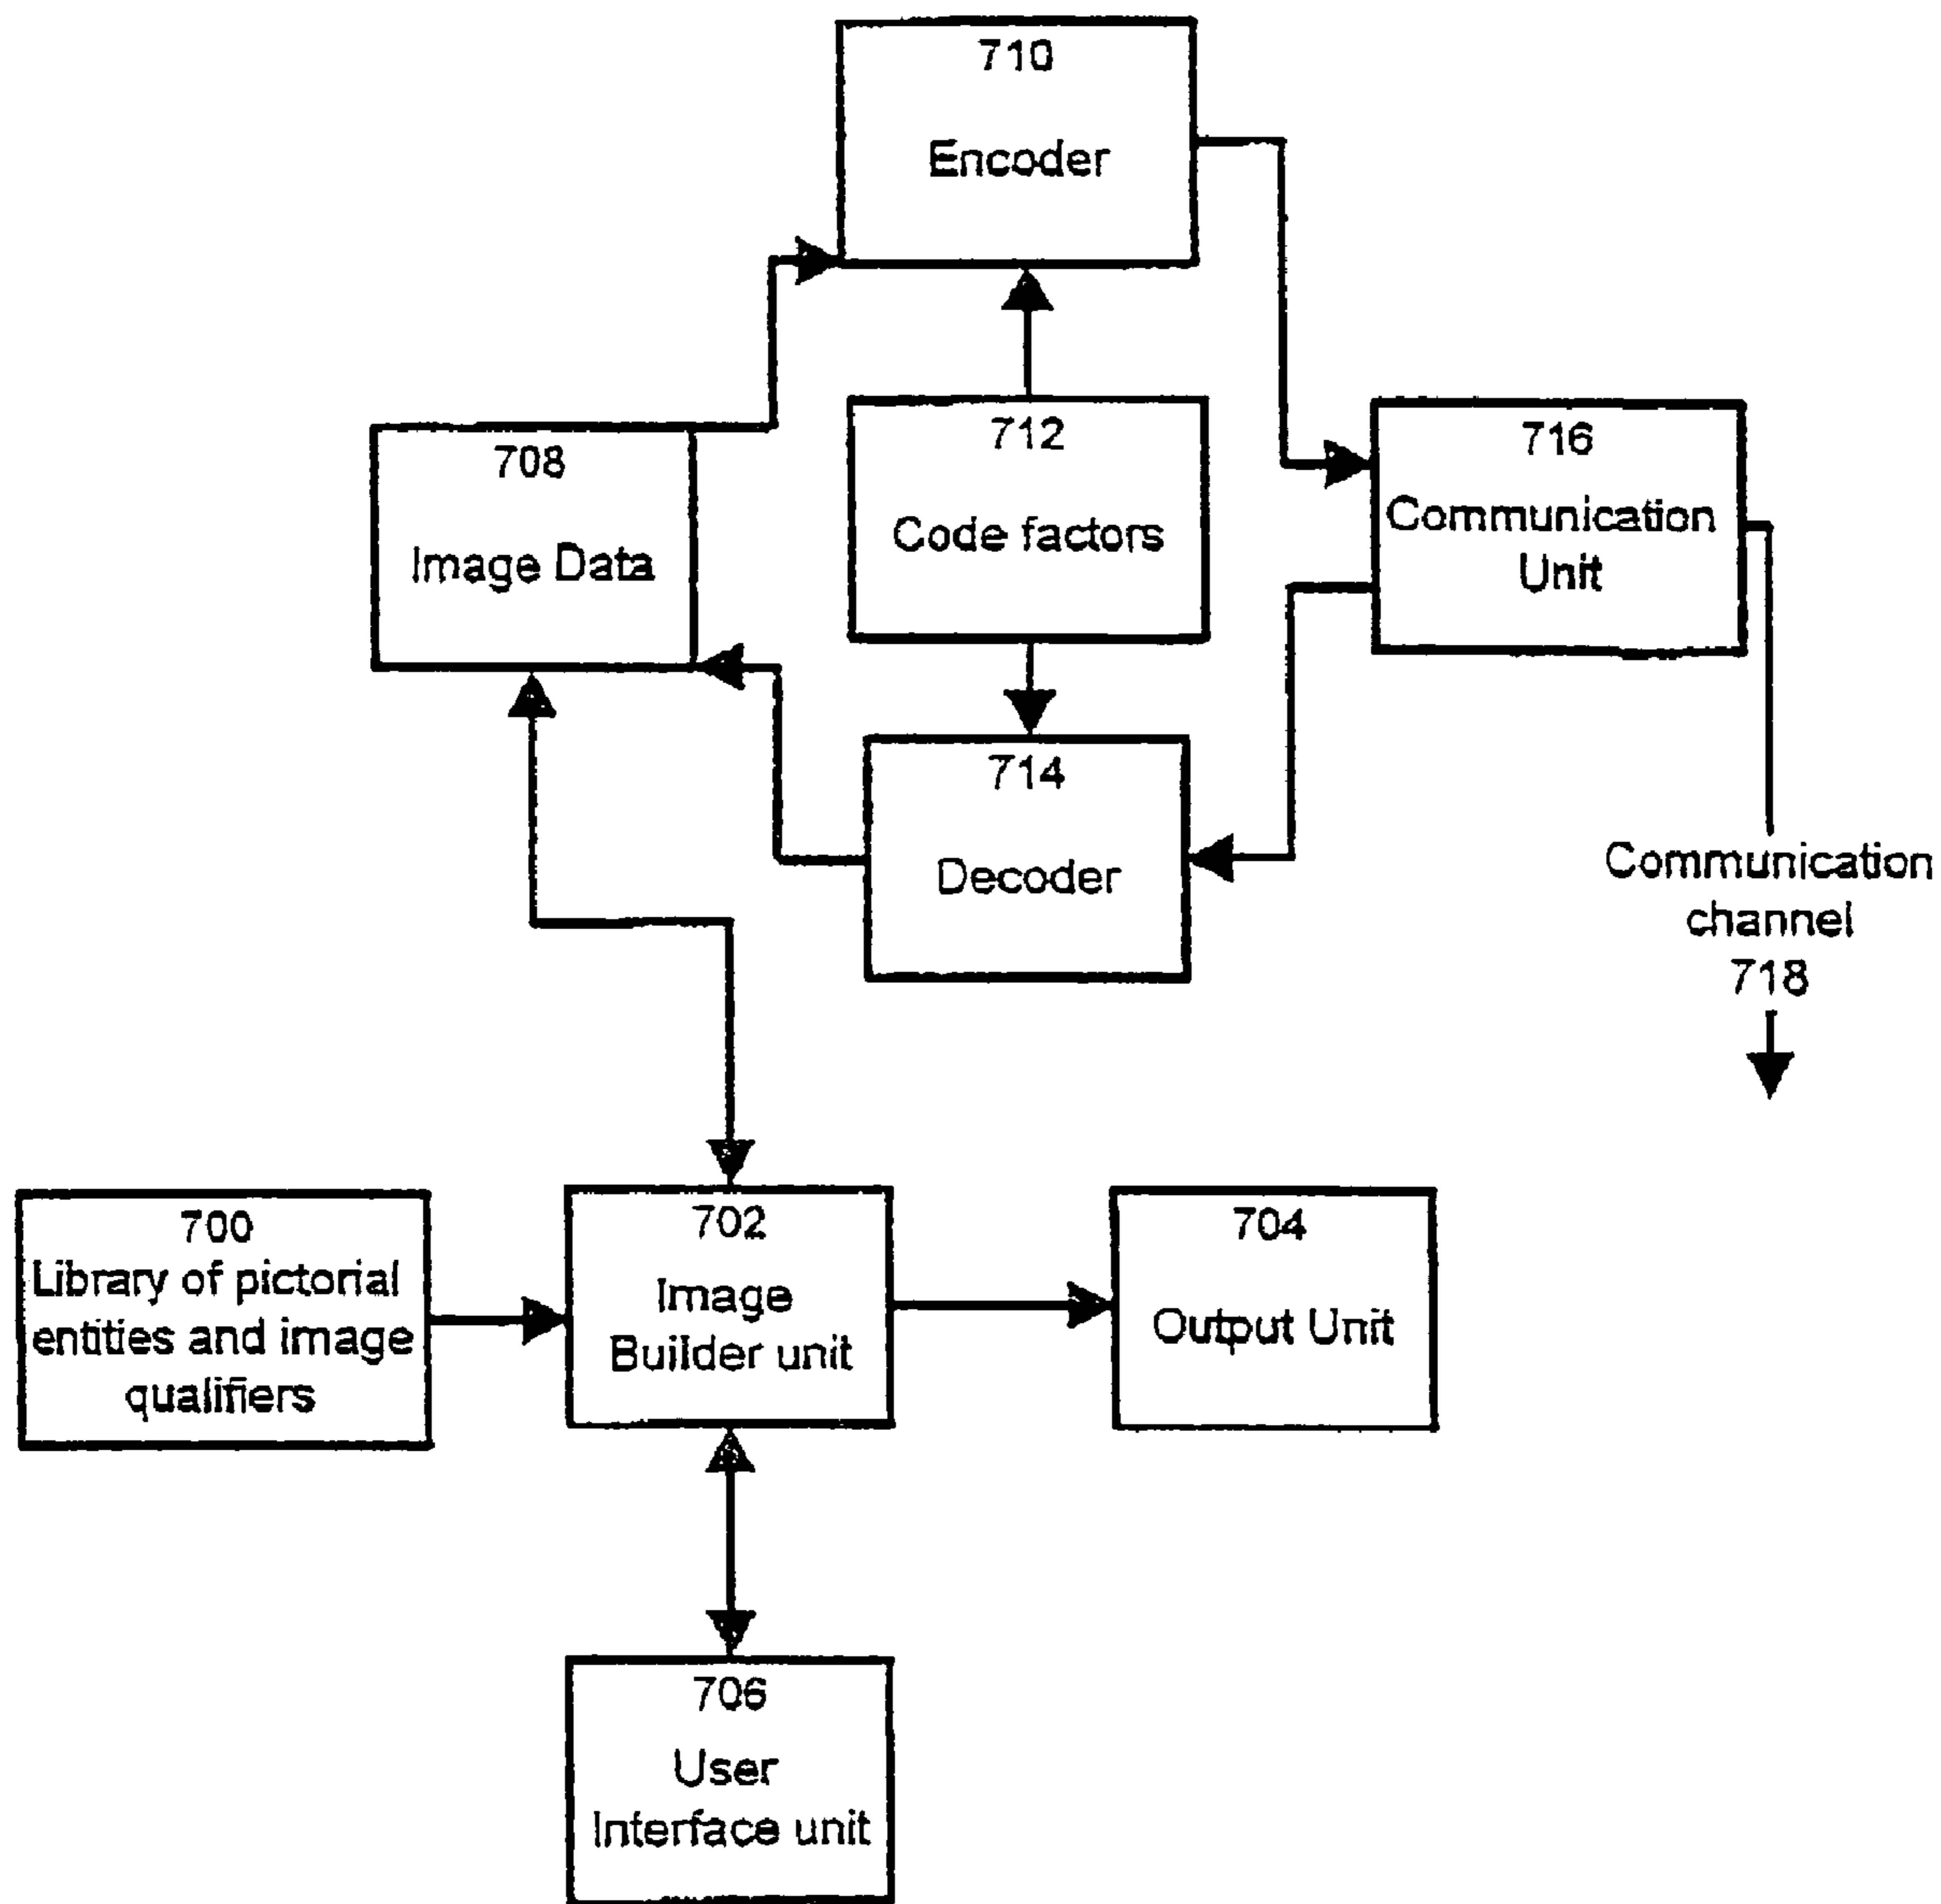 710
Encoder
712
Code factors
708
Image Data
716
Communication
Unit
714
Decoder
Communication
channel
718
700
Library of pictorial
entities and image
qualifiers
702
Image
Builder unit
704
Output Unit
706
User
Interface unit